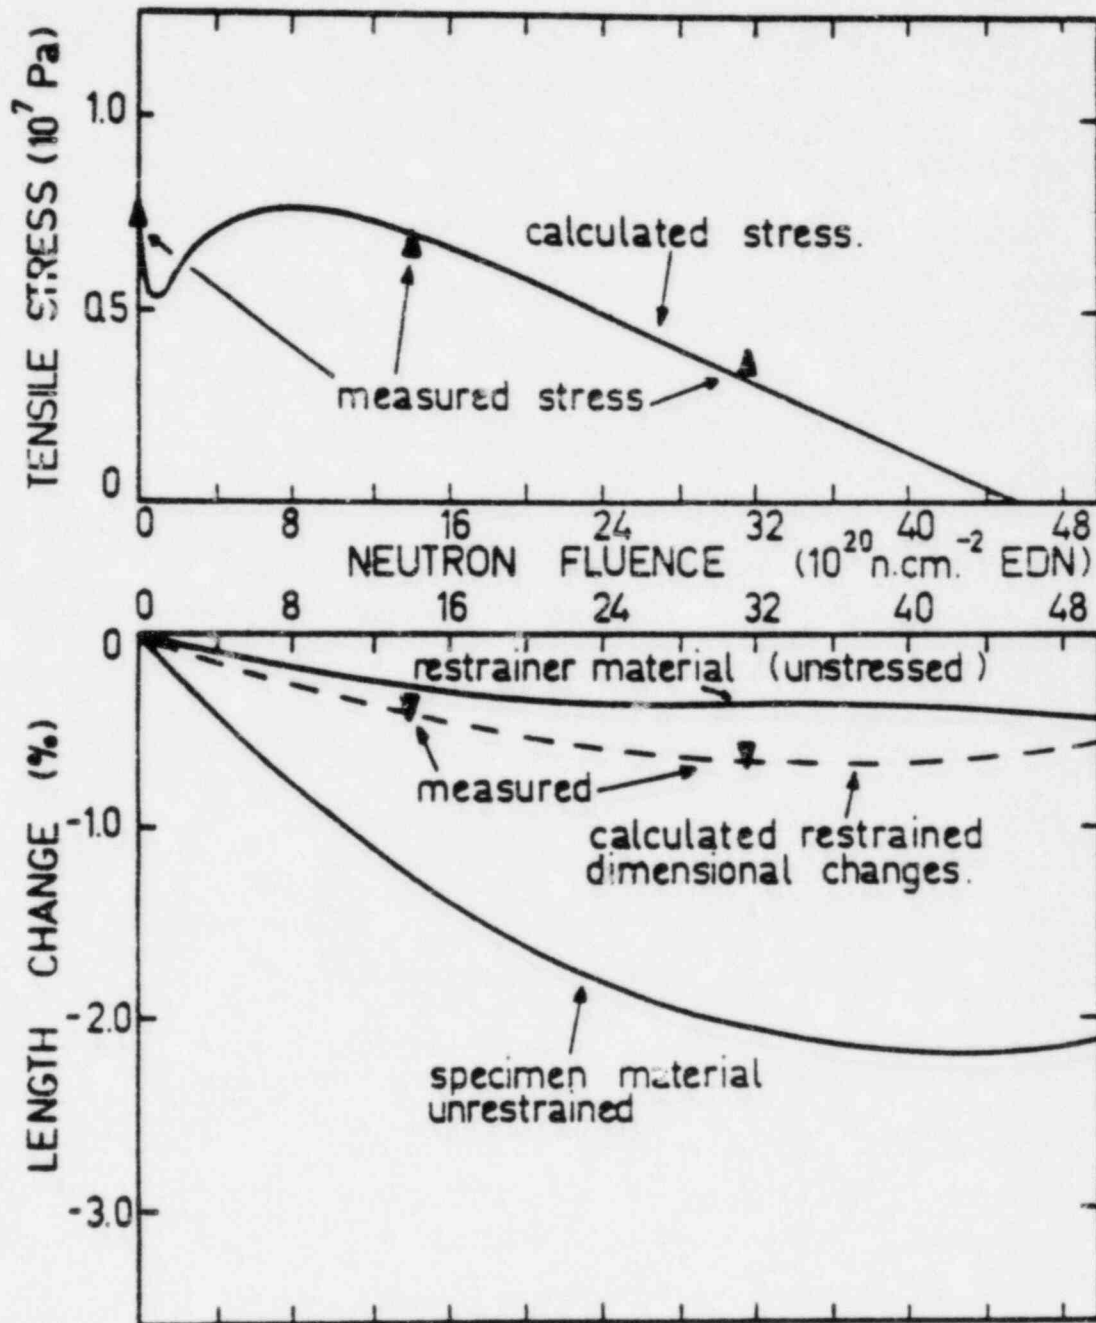 TENSILE STRESS (10⁷ Pa)
1.0
0.5
0
calculated stress.
measured stress
0 8 16 24 32 40 48
NEUTRON FLUENCE (10²⁰ n.cm.⁻² EDN)
0 8 16 24 32 40 48
LENGTH CHANGE (%)
0
-1.0
-2.0
-3.0
restrainer material (unstressed)
measured
calculated restrained
dimensional changes.
specimen material
unrestrained